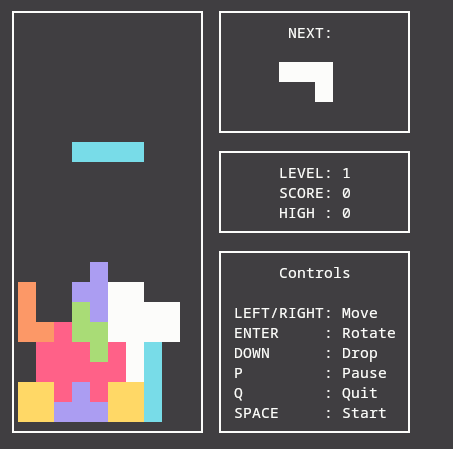 NEXT:
LEVEL: 1
SCORE: 0
HIGH : 0
Controls
LEFT/RIGHT: Move
ENTER     : Rotate
DOWN      : Drop
P         : Pause
Q         : Quit
SPACE     : Start